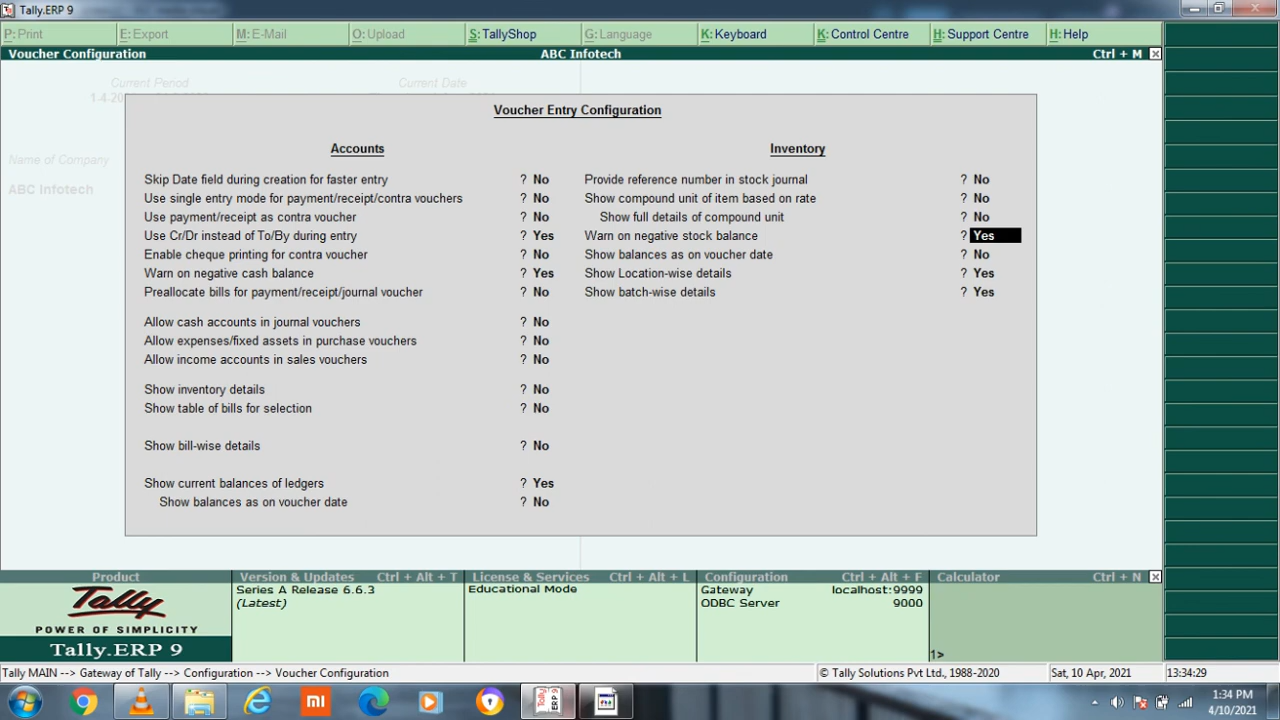 Tally.ERP 9
P: Print E: Export M: E-Mail O: Upload S: TallyShop G: Language K: Keyboard K: Control Centre H: Support Centre H: Help
Voucher Configuration ABC Infotech Ctrl + M
Current Period Current Date
1-4-20
Name of Company
ABC Infotech
Voucher Entry Configuration
Accounts
Skip Date field during creation for faster entry ? No
Use single entry mode for payment/receipt/contra vouchers ? No
Use payment/receipt as contra voucher ? No
Use Cr/Dr instead of To/By during entry ? Yes
Enable cheque printing for contra voucher ? No
Warn on negative cash balance ? Yes
Preallocate bills for payment/receipt/journal voucher ? No
Allow cash accounts in journal vouchers ? No
Allow expenses/fixed assets in purchase vouchers ? No
Allow income accounts in sales vouchers ? No
Show inventory details ? No
Show table of bills for selection ? No
Show bill-wise details ? No
Show current balances of ledgers ? Yes
Show balances as on voucher date ? No
Inventory
Provide reference number in stock journal ? No
Show compound unit of item based on rate ? No
Show full details of compound unit ? No
Warn on negative stock balance ? Yes
Show balances as on voucher date ? No
Show Location-wise details ? Yes
Show batch-wise details ? Yes
Product
Tally
POWER OF SIMPLICITY
Tally.ERP 9
Version & Updates Ctrl + Alt + T
Series A Release 6.6.3
(Latest)
License & Services Ctrl + Alt + L
Educational Mode
Configuration Ctrl + Alt + F
Gateway localhost:9999
ODBC Server 9000
Calculator Ctrl + N
1>
Tally MAIN --> Gateway of Tally --> Configuration --> Voucher Configuration © Tally Solutions Pvt Ltd., 1988-2020 Sat, 10 Apr, 2021 13:34:29
1:34 PM
4/10/2021